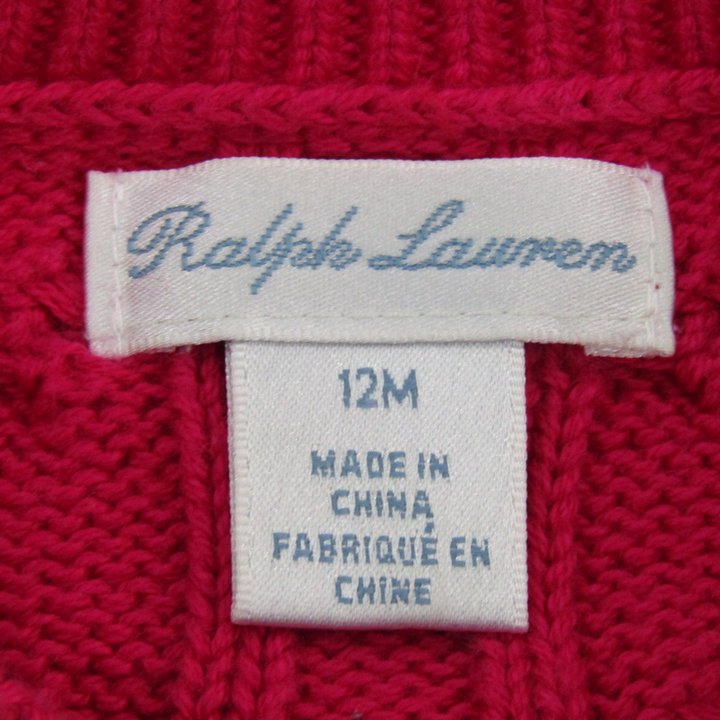 Ralph Lauren
12M
MADE IN
CHINA
FABRIQUÉ EN
CHINE